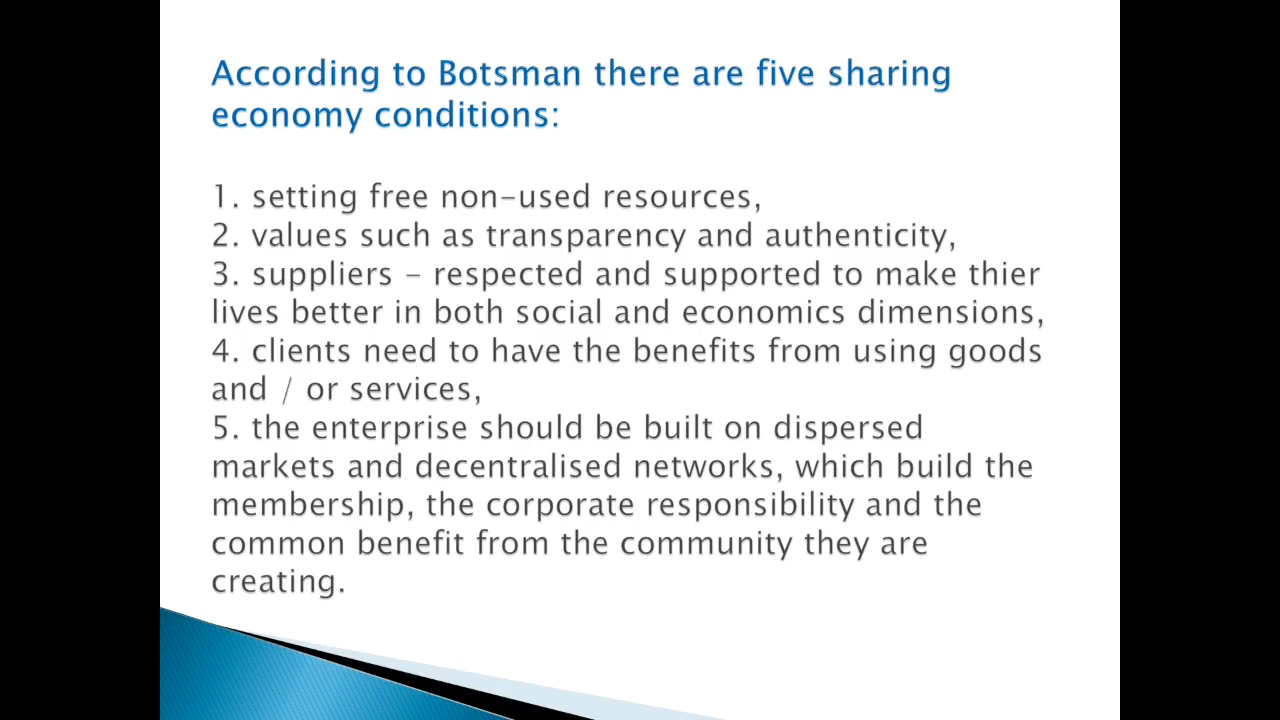 According to Botsman there are five sharing
economy conditions:
1. setting free non-used resources,
2. values such as transparency and authenticity,
3. suppliers - respected and supported to make thier
lives better in both social and economics dimensions,
4. clients need to have the benefits from using goods
and / or services,
5. the enterprise should be built on dispersed
markets and decentralised networks, which build the
membership, the corporate responsibility and the
common benefit from the community they are
creating.